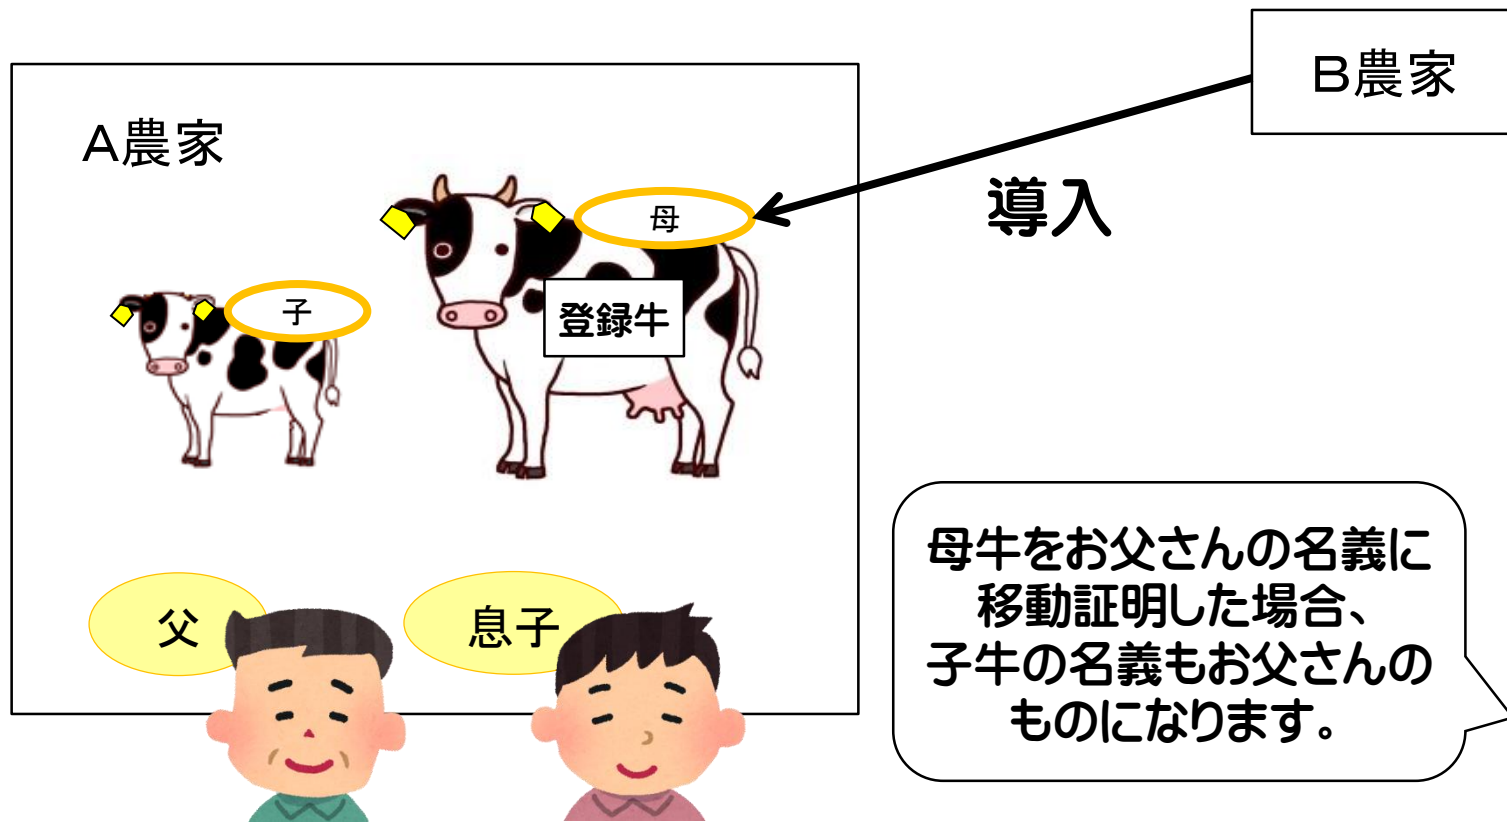 B農家
A農家
導入
母
子
登録牛
母牛をお父さんの名義に
移動証明した場合、
子牛の名義もお父さんの
ものになります。
父
息子